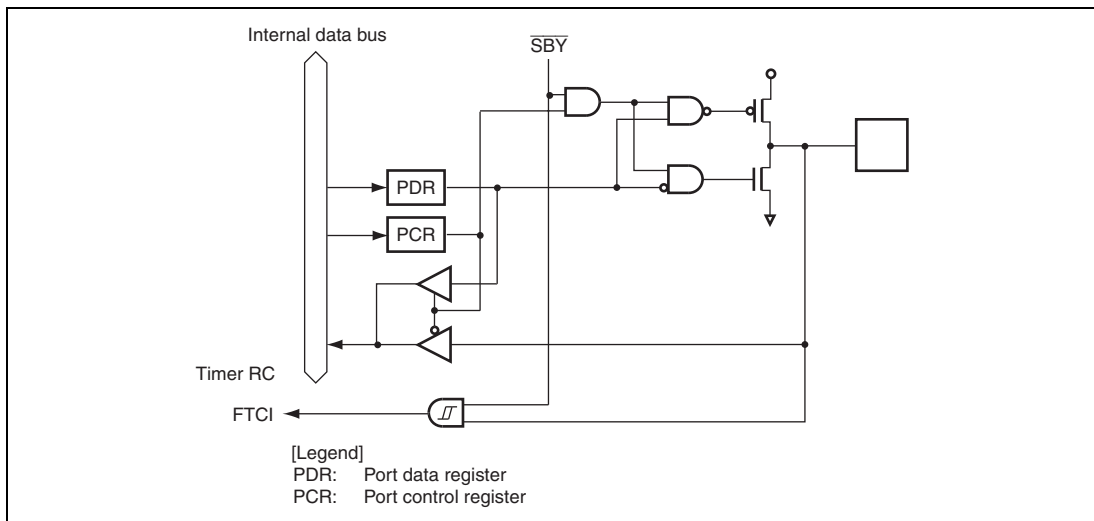 Internal data bus
SBY
PDR
PCR
Timer RC
FTCI
[Legend]
PDR: Port data register
PCR: Port control register